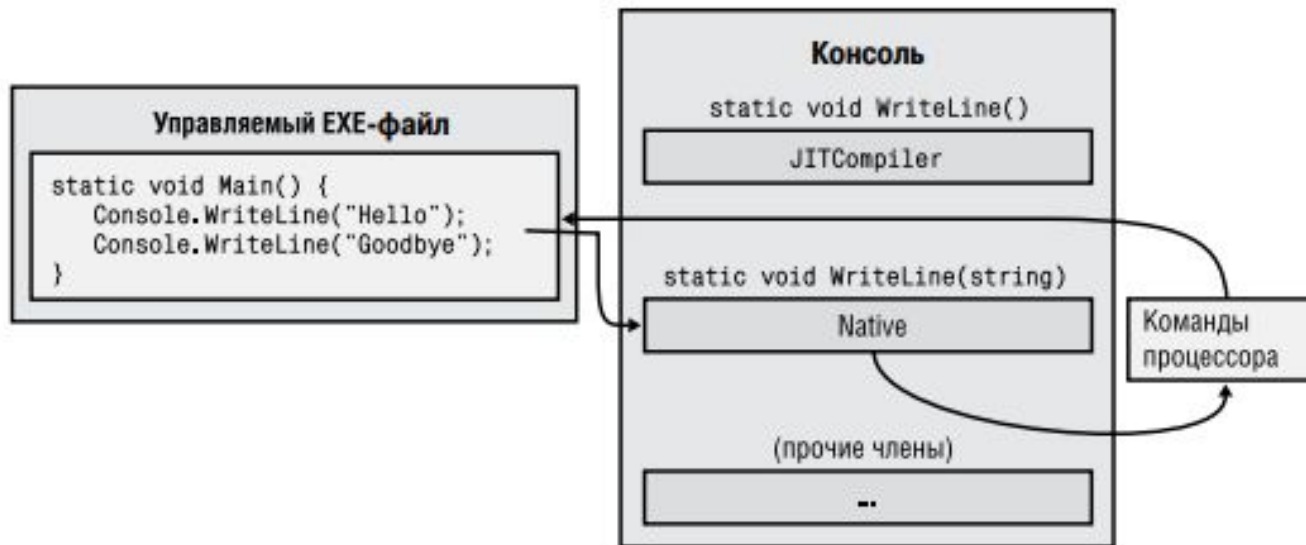 Управляемый EXE-файл
static void Main() {
Console.WriteLine("Hello");
Console.WriteLine("Goodbye");
}
Консоль
static void WriteLine()
JITCompiler
static void WriteLine(string)
Native
(прочие члены)
...
Команды
процессора